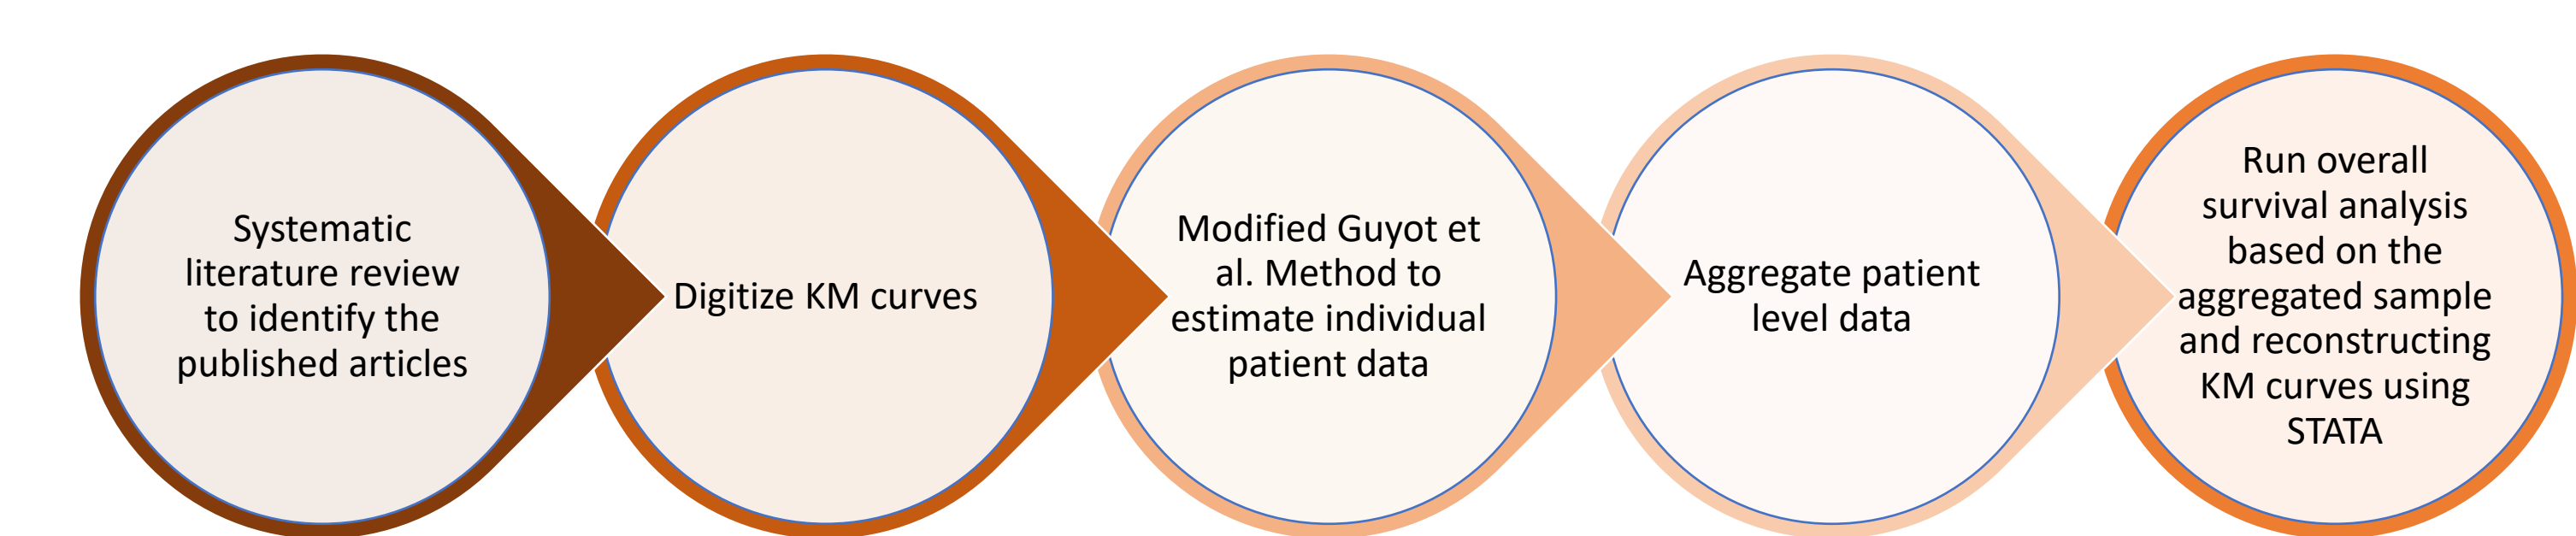 Systematic
literature review
to identify the
published articles
Digitize KM curves
Modified Guyot et
al. Method to
estimate individual
patient data
Aggregate patient
level data
Run overall
survival analysis
based on the
aggregated sample
and reconstructing
KM curves using
STATA